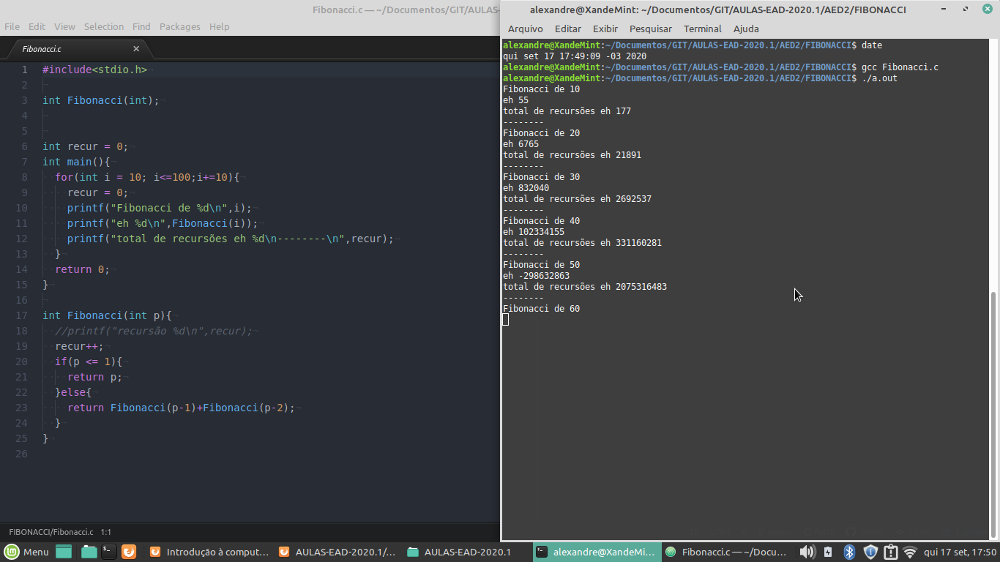 Fibonacci.c — ~/Documentos/GIT/AULAS-
File Edit View Selection Find Packages Help
Fibonacci.c
1 #include<stdio.h>
2
3 int Fibonacci(int);
4
5
6 int recur = 0;
7 int main(){
8 for(int i = 10; i<=100;i+=10){
9 recur = 0;
10 printf("Fibonacci de %d\n",i);
11 printf("eh %d\n",Fibonacci(i));
12 printf("total de recursões eh %d\n--------\n",recur);
13 }
14 return 0;
15 }
16
17 int Fibonacci(int p){
18 //printf("recursão %d\n",recur);
19 recur++;
20 if(p <= 1){
21 return p;
22 }else{
23 return Fibonacci(p-1)+Fibonacci(p-2);
24 }
25 }
26
FIBONACCI/Fibonacci.c 1:1
alexandre@XandeMint: ~/Documentos/GIT/AULAS-EAD-2020.1/AED2/FIBONACCI
Arquivo Editar Exibir Pesquisar Terminal Ajuda
alexandre@XandeMint:~/Documentos/GIT/AULAS-EAD-2020.1/AED2/FIBONACCI$ date
qui set 17 17:49:09 -03 2020
alexandre@XandeMint:~/Documentos/GIT/AULAS-EAD-2020.1/AED2/FIBONACCI$ gcc Fibonacci.c
alexandre@XandeMint:~/Documentos/GIT/AULAS-EAD-2020.1/AED2/FIBONACCI$ ./a.out
Fibonacci de 10
eh 55
total de recursões eh 177
--------
Fibonacci de 20
eh 6765
total de recursões eh 21891
--------
Fibonacci de 30
eh 832040
total de recursões eh 2692537
--------
Fibonacci de 40
eh 102334155
total de recursões eh 331160281
--------
Fibonacci de 50
eh -298632863
total de recursões eh 2075316483
--------
Fibonacci de 60
Menu Introdução à comput... AULAS-EAD-2020.1/... AULAS-EAD-2020.1 alexandre@XandeMi... Fibonacci.c — ~/Docu... qui 17 set, 17:50